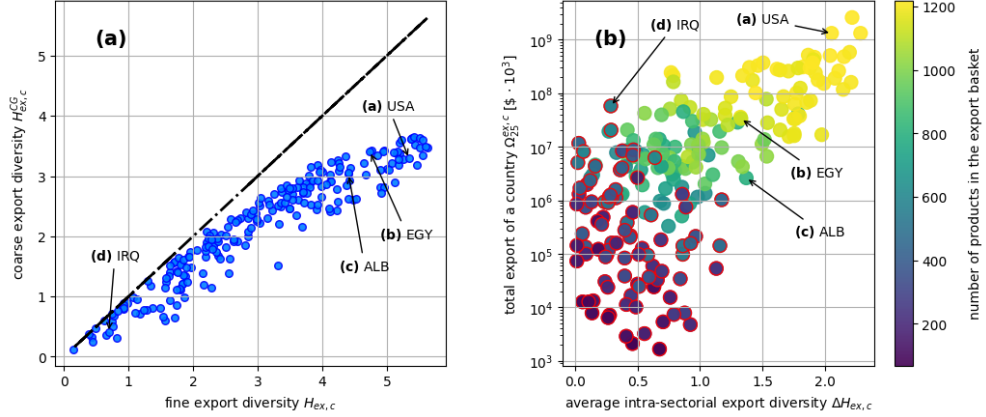 (a)
(a) USA
(b) EGY
(c) ALB
(d) IRQ
coarse export diversity H^{CG}_{ex,c}
5
4
3
2
1
0
0 1 2 3 4 5
fine export diversity H_{ex,c}
(b)
(d) IRQ
(a) USA
(b) EGY
(c) ALB
total export of a country Ω^{ex,c}_{25} [$ · 10³]
10⁹
10⁸
10⁷
10⁶
10⁵
10⁴
10³
0.0 0.5 1.0 1.5 2.0
average intra-sectorial export diversity ΔH_{ex,c}
1200
1000
800
600
400
200
number of products in the export basket